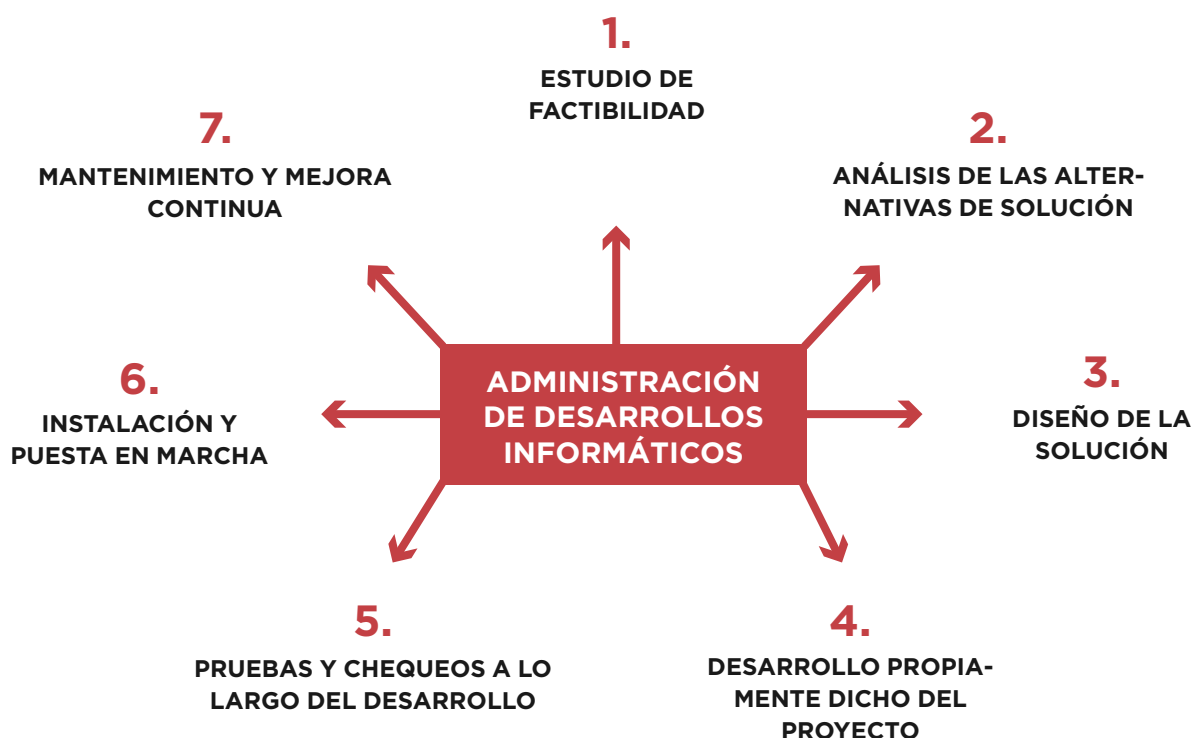 1.
ESTUDIO DE
FACTIBILIDAD
2.
ANÁLISIS DE LAS ALTER-
NATIVAS DE SOLUCIÓN
3.
DISEÑO DE LA
SOLUCIÓN
4.
DESARROLLO PROPIA-
MENTE DICHO DEL
PROYECTO
5.
PRUEBAS Y CHEQUEOS A LO
LARGO DEL DESARROLLO
6.
INSTALACIÓN Y
PUESTA EN MARCHA
7.
MANTENIMIENTO Y MEJORA
CONTINUA
ADMINISTRACIÓN
DE DESARROLLOS
INFORMÁTICOS